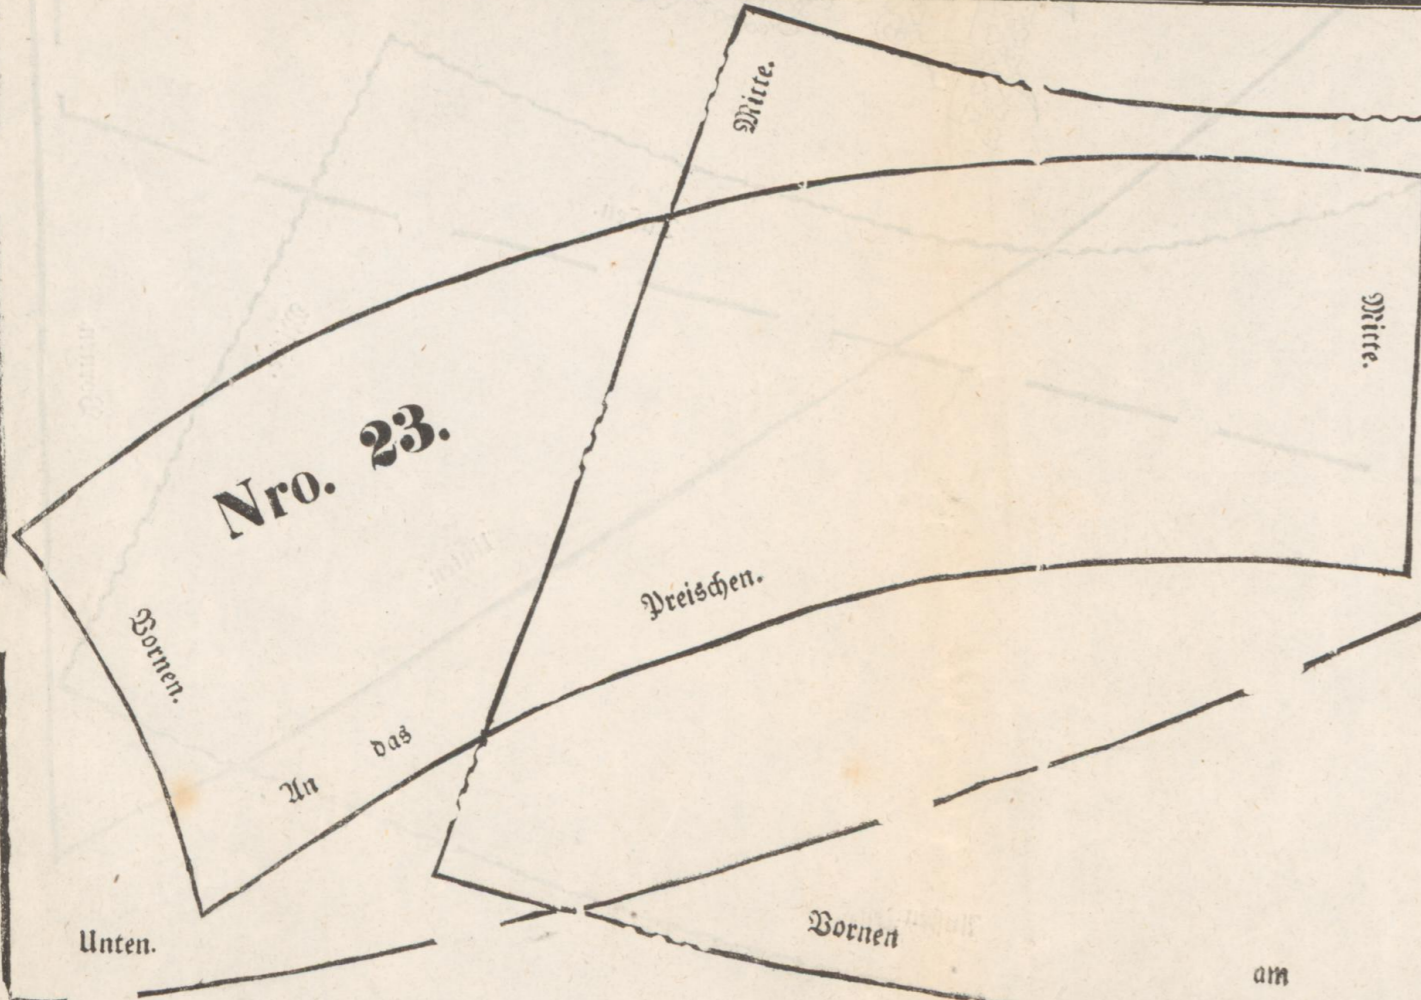 Mitte.
Mitte.
Nro. 23.
Vornen.
An das Preischen.
Unten.
Vornen am